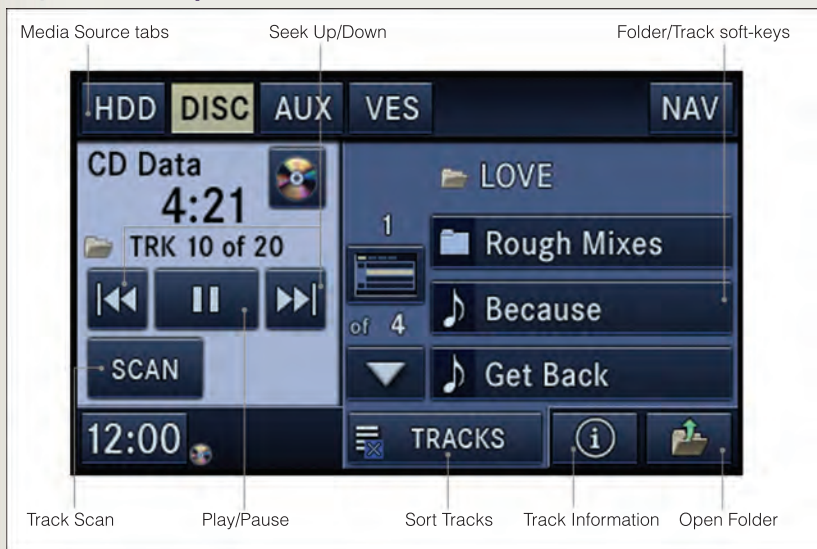 Media Source tabs Seek Up/Down Folder/Track soft-keys
HDD DISC AUX VES NAV
CD Data
4:21
TRK 10 of 20
SCAN
12:00
LOVE
1
of 4
Rough Mixes
Because
Get Back
TRACKS
i
Track Scan Play/Pause Sort Tracks Track Information Open Folder